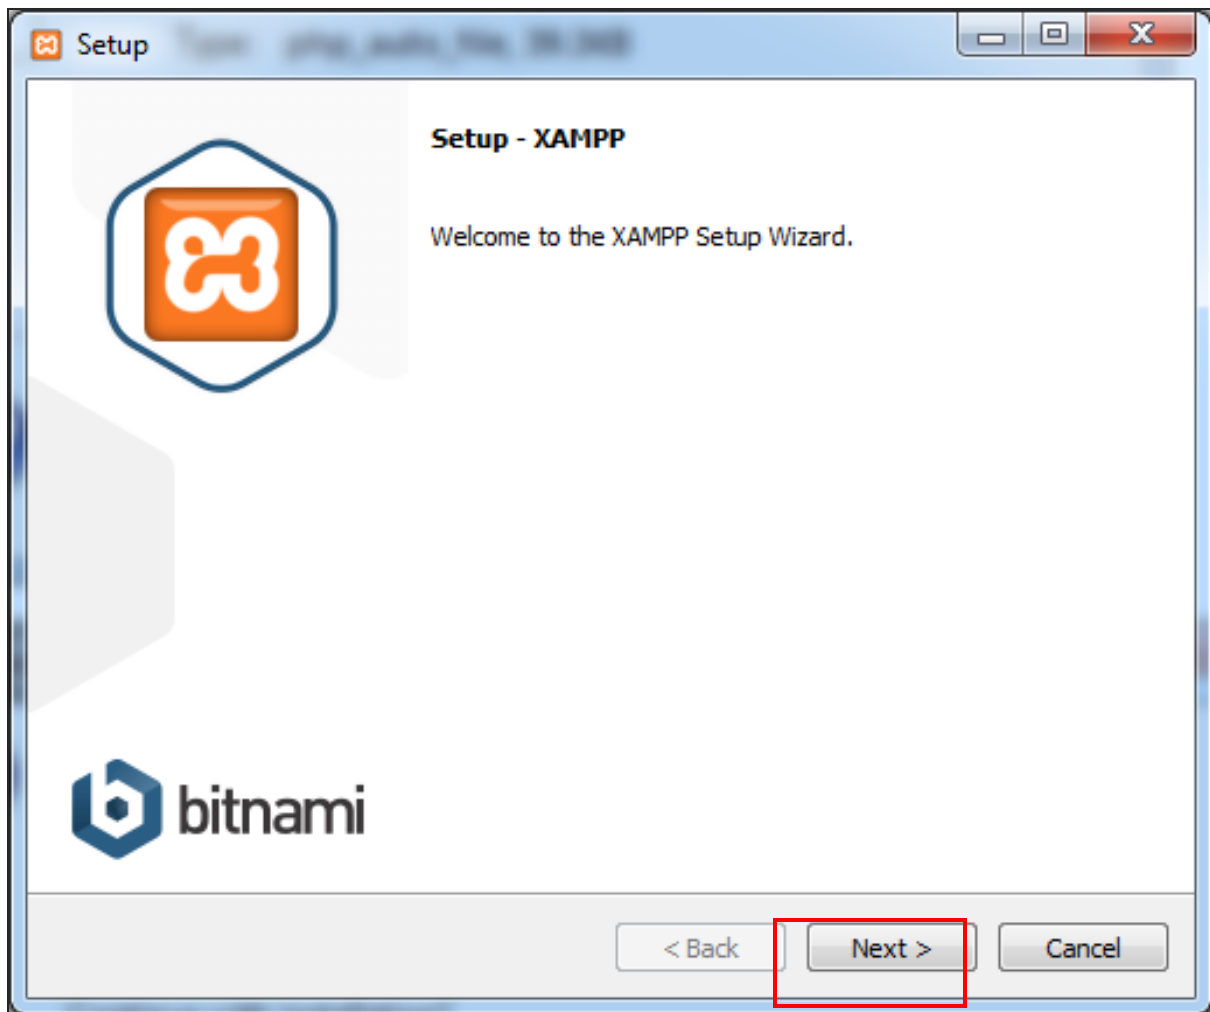 Setup
Setup - XAMPP
Welcome to the XAMPP Setup Wizard.
bitnami
< Back
Next >
Cancel